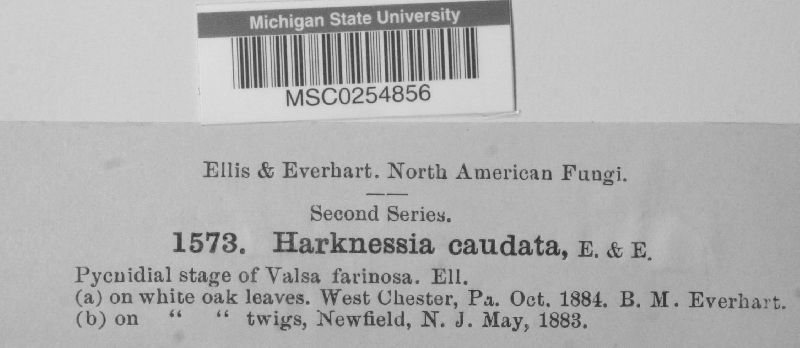 Michigan State University
MSC0254856
Ellis & Everhart. North American Fungi.
Second Series.
1573. Harknessia caudata, E. & E.
Pycnidial stage of Valsa farinosa. Ell.
(a) on white oak leaves. West Chester, Pa. Oct. 1884. B. M. Everhart.
(b) on “ “ twigs, Newfield, N. J. May, 1883.